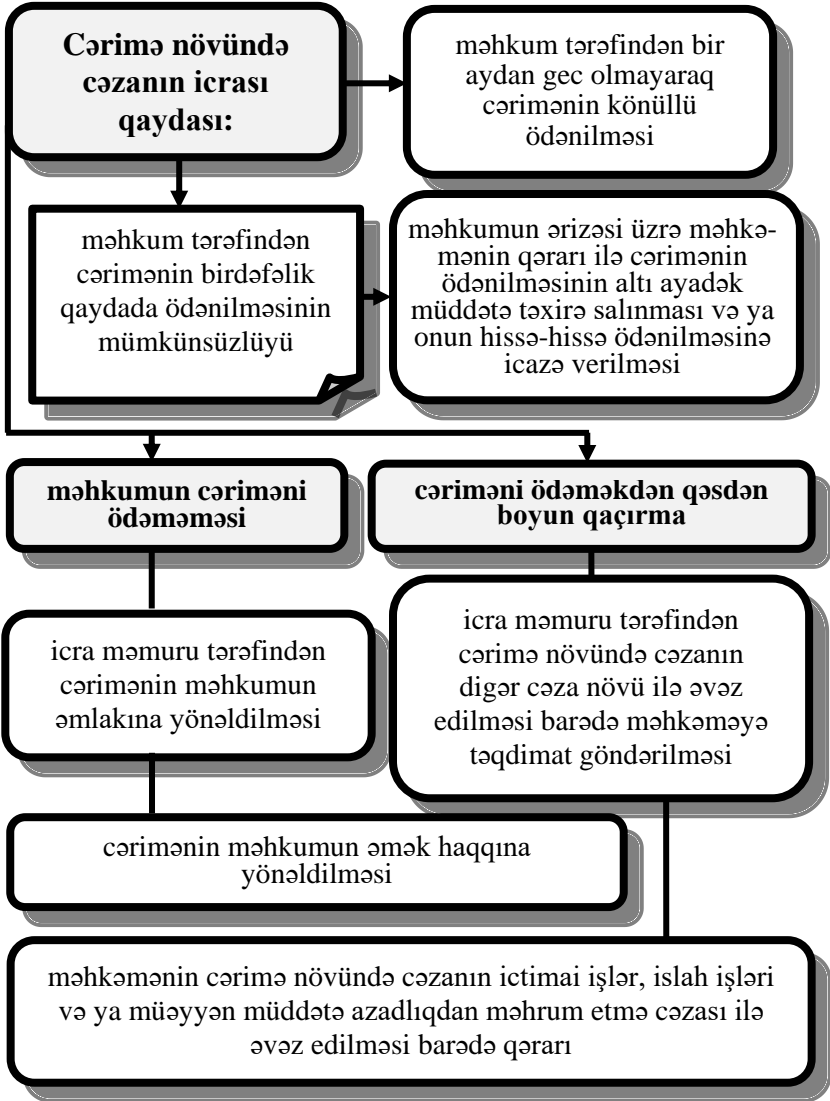 Cərimə növündə
cəzanın icrası
qaydası:
məhkum tərəfindən bir
aydan gec olmayaraq
cərimənin könüllü
ödənilməsi
məhkum tərəfindən
cərimənin birdəfəlik
qaydada ödənilməsinin
mümkünsüzlüyü
məhkumun ərizəsi üzrə məhkə-
mənin qərarı ilə cərimənin
ödənilməsinin altı ayadək
müddətə təxirə salınması və ya
onun hissə-hissə ödənilməsinə
icazə verilməsi
məhkumun cəriməni
ödəməməsi
cəriməni ödəməkdən qəsdən
boyun qaçırma
icra məmuru tərəfindən
cərimənin məhkumun
əmlakına yönəldilməsi
icra məmuru tərəfindən
cərimə növündə cəzanın
digər cəza növü ilə əvəz
edilməsi barədə məhkəməyə
təqdimat göndərilməsi
cərimənin məhkumun əmək haqqına
yönəldilməsi
məhkəmənin cərimə növündə cəzanın ictimai işlər, islah işləri
və ya müəyyən müddətə azadlıqdan məhrum etmə cəzası ilə
əvəz edilməsi barədə qərarı